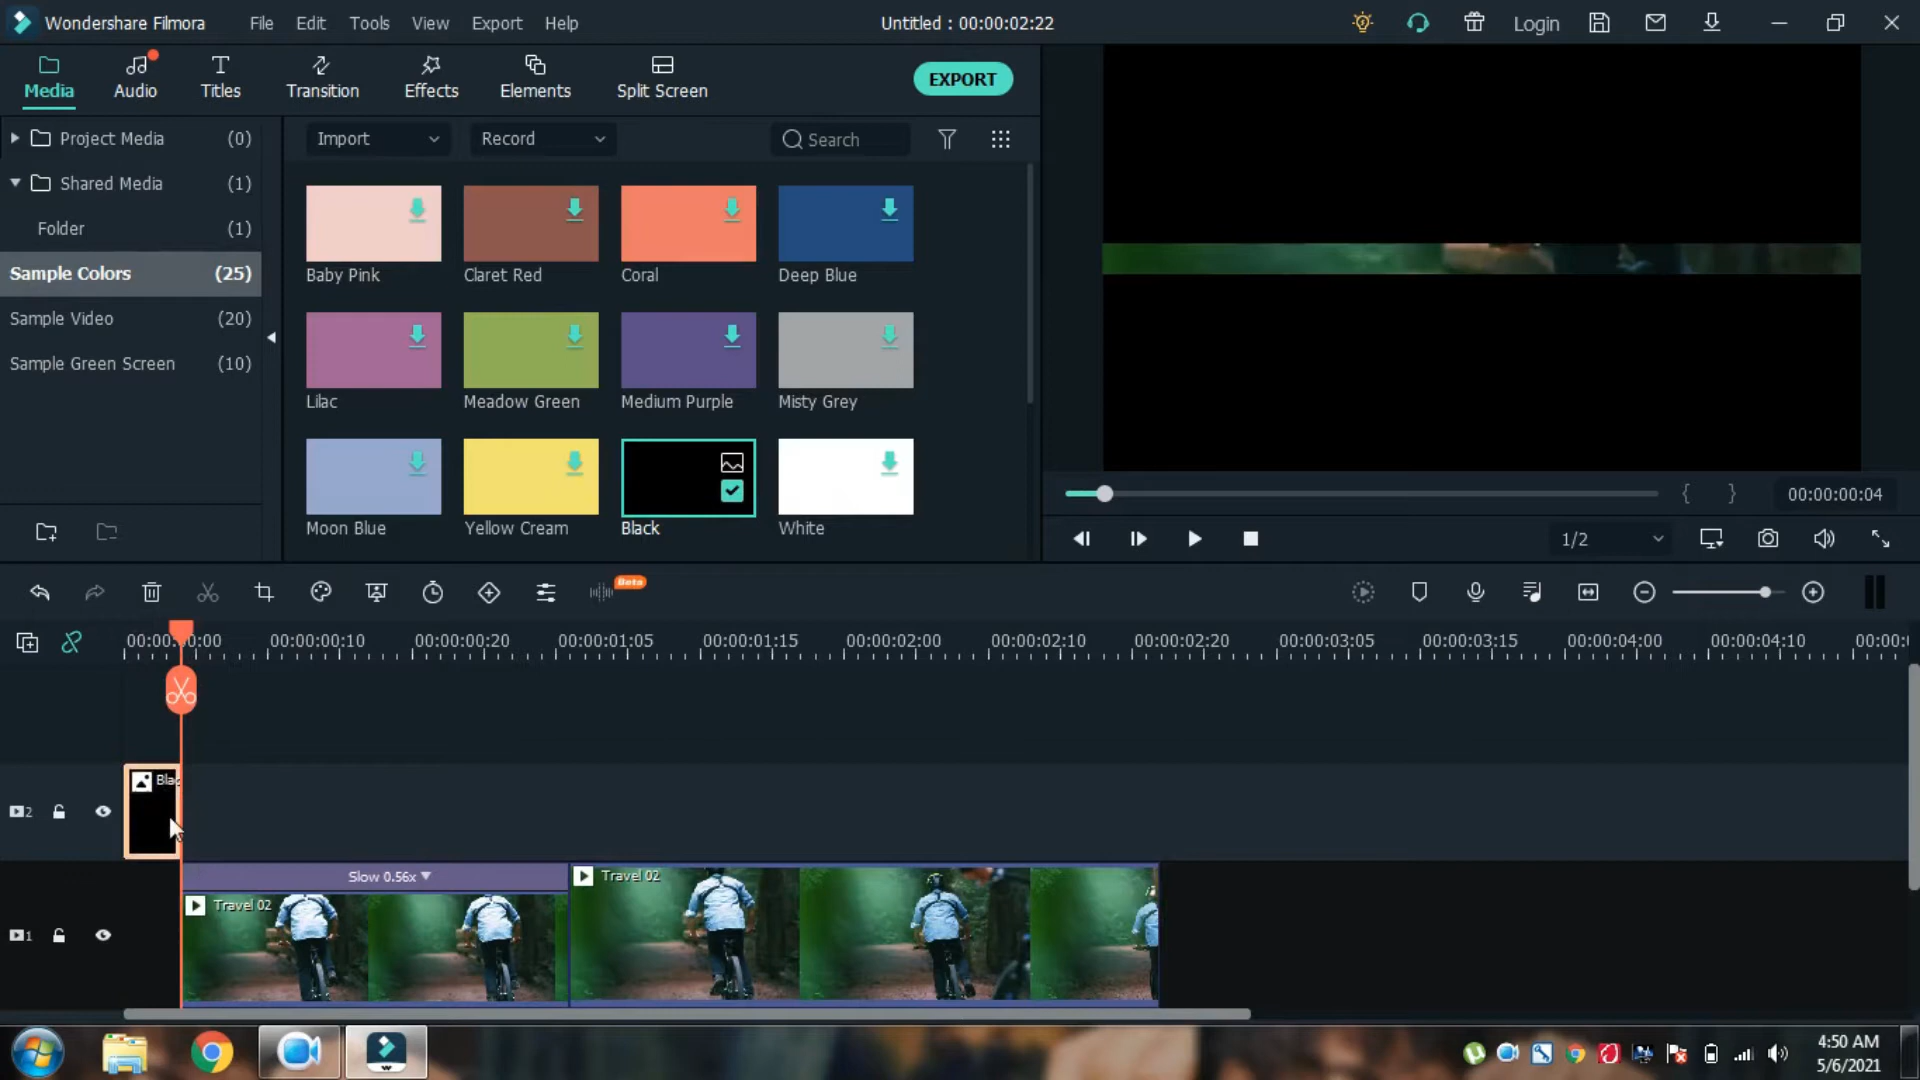 Wondershare Filmora File Edit Tools View Export Help Untitled : 00:00:02:22 Login
Media Audio Titles Transition Effects Elements Split Screen EXPORT
Project Media (0)
Shared Media (1)
Folder (1)
Sample Colors (25)
Sample Video (20)
Sample Green Screen (10)
Import Record Search
Baby Pink Claret Red Coral Deep Blue
Lilac Meadow Green Medium Purple Misty Grey
Moon Blue Yellow Cream Black White
{ } 00:00:00:04
1/2
Beta
00:00:00:00 00:00:00:10 00:00:00:20 00:00:01:05 00:00:01:15 00:00:02:00 00:00:02:10 00:00:02:20 00:00:03:05 00:00:03:15 00:00:04:00 00:00:04:10 00:00:
Blac
2
Slow 0.56x
Travel 02
Travel 02
1
4:50 AM
5/6/2021